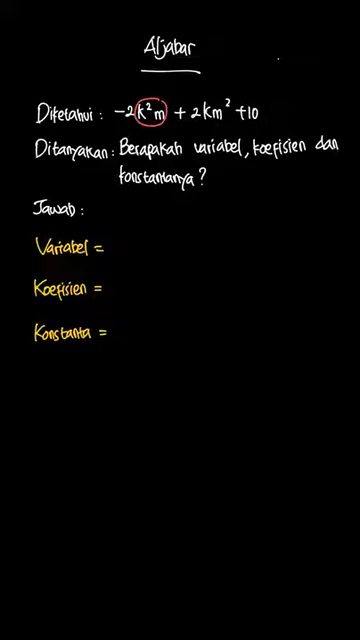 Aljabar
Diketahui : -2k²m + 2km² +10
Ditanyakan : Berapakah variabel, koefisien dan
konstantanya ?
Jawab :
Variabel =
Koefisien =
Konstanta =